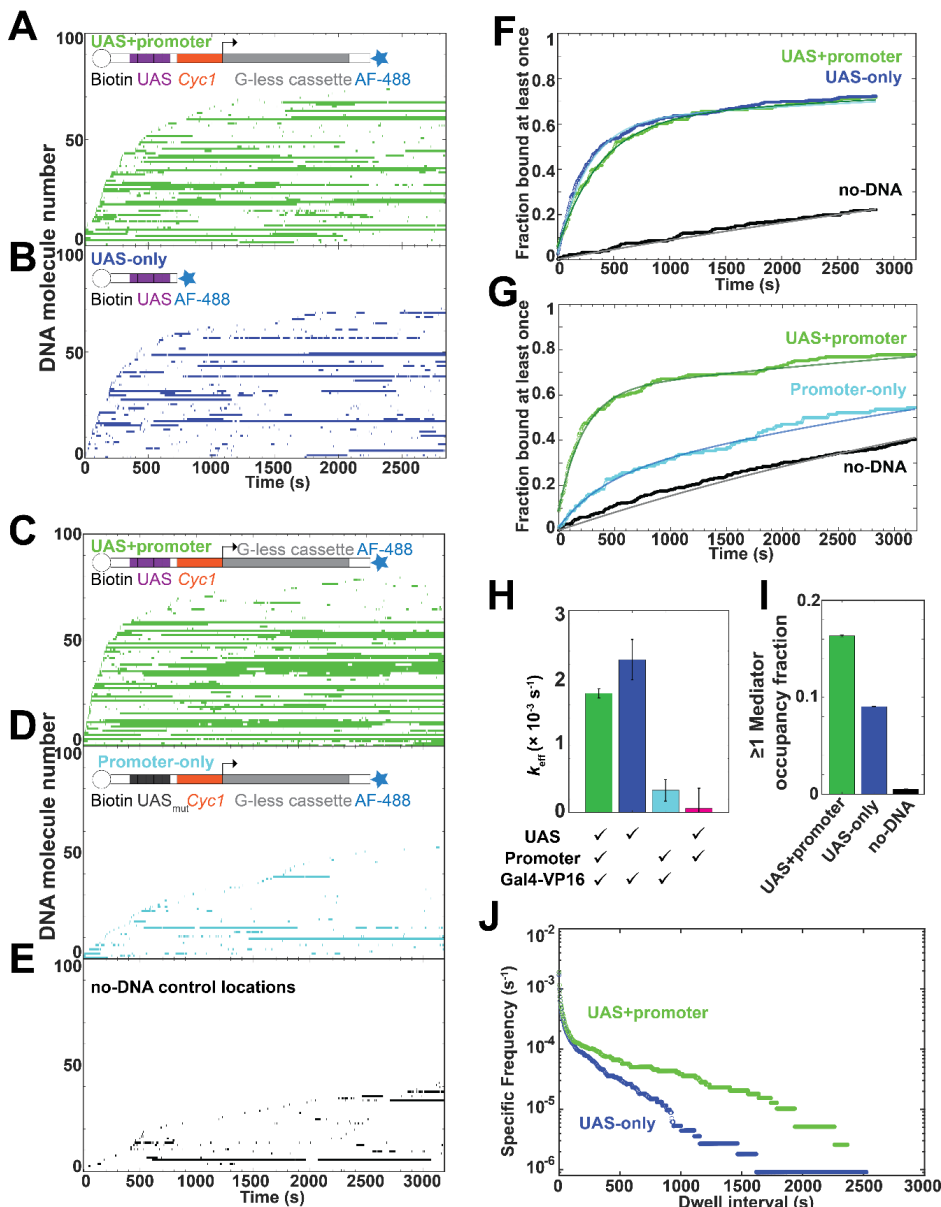 A
100
UAS+promoter
Biotin UAS Cyc1 G-less cassette AF-488
50
0
B
100
UAS-only
Biotin UAS AF-488
50
0
DNA molecule number
0 500 1000 1500 2000 2500
Time (s)
C
100
UAS+promoter
G-less cassette AF-488
Biotin UAS Cyc1
50
0
D
100
Promoter-only
Biotin UASmut Cyc1 G-less cassette AF-488
50
0
DNA molecule number
E
100
no-DNA control locations
50
0
0 500 1000 1500 2000 2500 3000
Time (s)
F
Fraction bound at least once
1
0.8
0.6
0.4
0.2
0
UAS+promoter
UAS-only
no-DNA
500 1000 1500 2000 2500 3000
Time (s)
G
Fraction bound at least once
1
0.8
0.6
0.4
0.2
0
UAS+promoter
Promoter-only
no-DNA
0 500 1000 1500 2000 2500 3000
Time (s)
H
keff (× 10-3 s-1)
2
1
0
UAS ✓ ✓ ✓
Promoter ✓ ✓ ✓
Gal4-VP16 ✓ ✓ ✓
I
≥1 Mediator
occupancy fraction
0.2
0.1
0
UAS+promoter
UAS-only
no-DNA
J
Specific Frequency (s-1)
10-2
10-3
10-4
10-5
10-6
UAS+promoter
UAS-only
0 500 1000 1500 2000 2500 3000
Dwell interval (s)